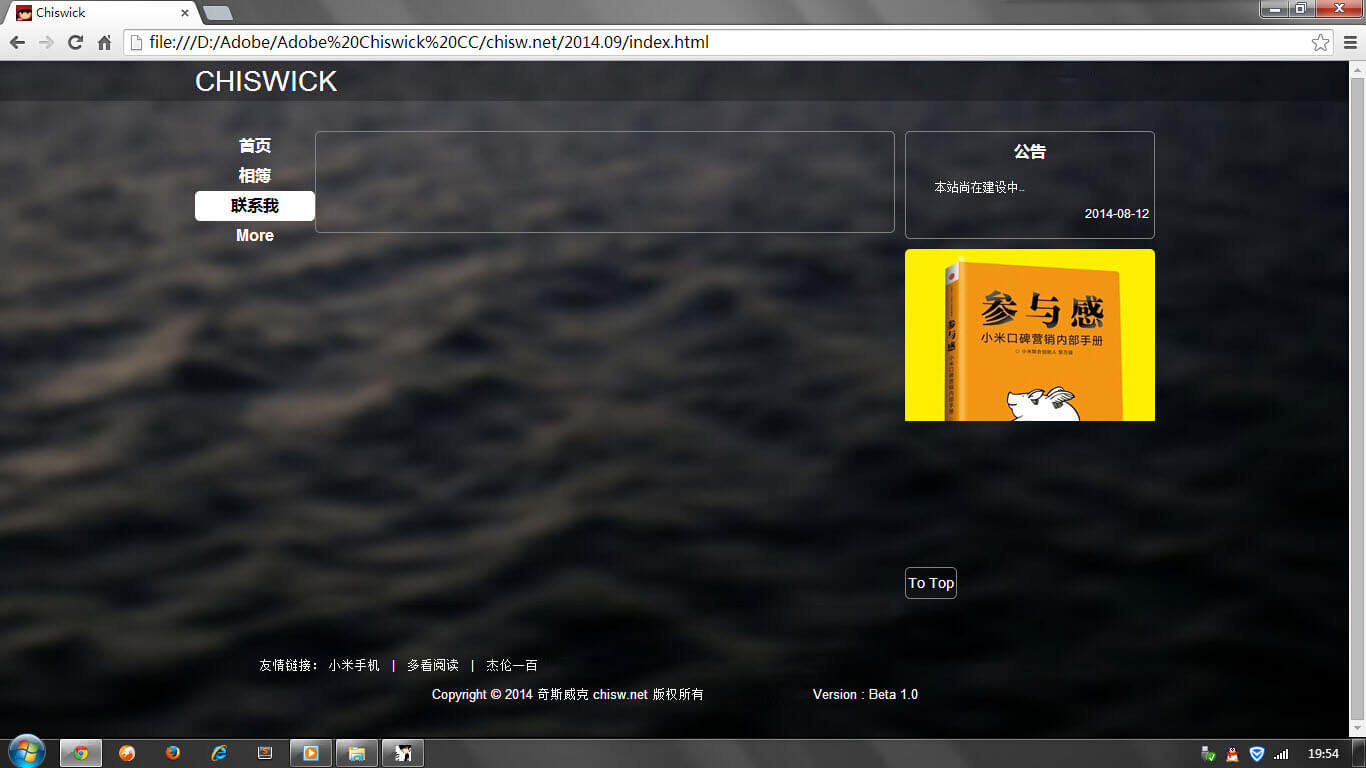 Chiswick
file:///D:/Adobe/Adobe%20Chiswick%20CC/chisw.net/2014.09/index.html
CHISWICK
首页
相簿
联系我
More
公告
本站尚在建设中..
2014-08-12
参与感
小米口碑营销内部手册
参与感
To Top
友情链接： 小米手机 | 多看阅读 | 杰伦一百
Copyright © 2014 奇斯威克 chisw.net 版权所有 Version : Beta 1.0
19:54